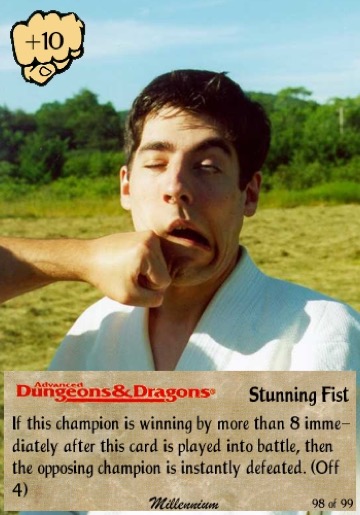 +10
Advanced
Dungeons&Dragons®
Stunning Fist
If this champion is winning by more than 8 imme-
diately after this card is played into battle, then
the opposing champion is instantly defeated. (Off
4)
Millennium
98 of 99